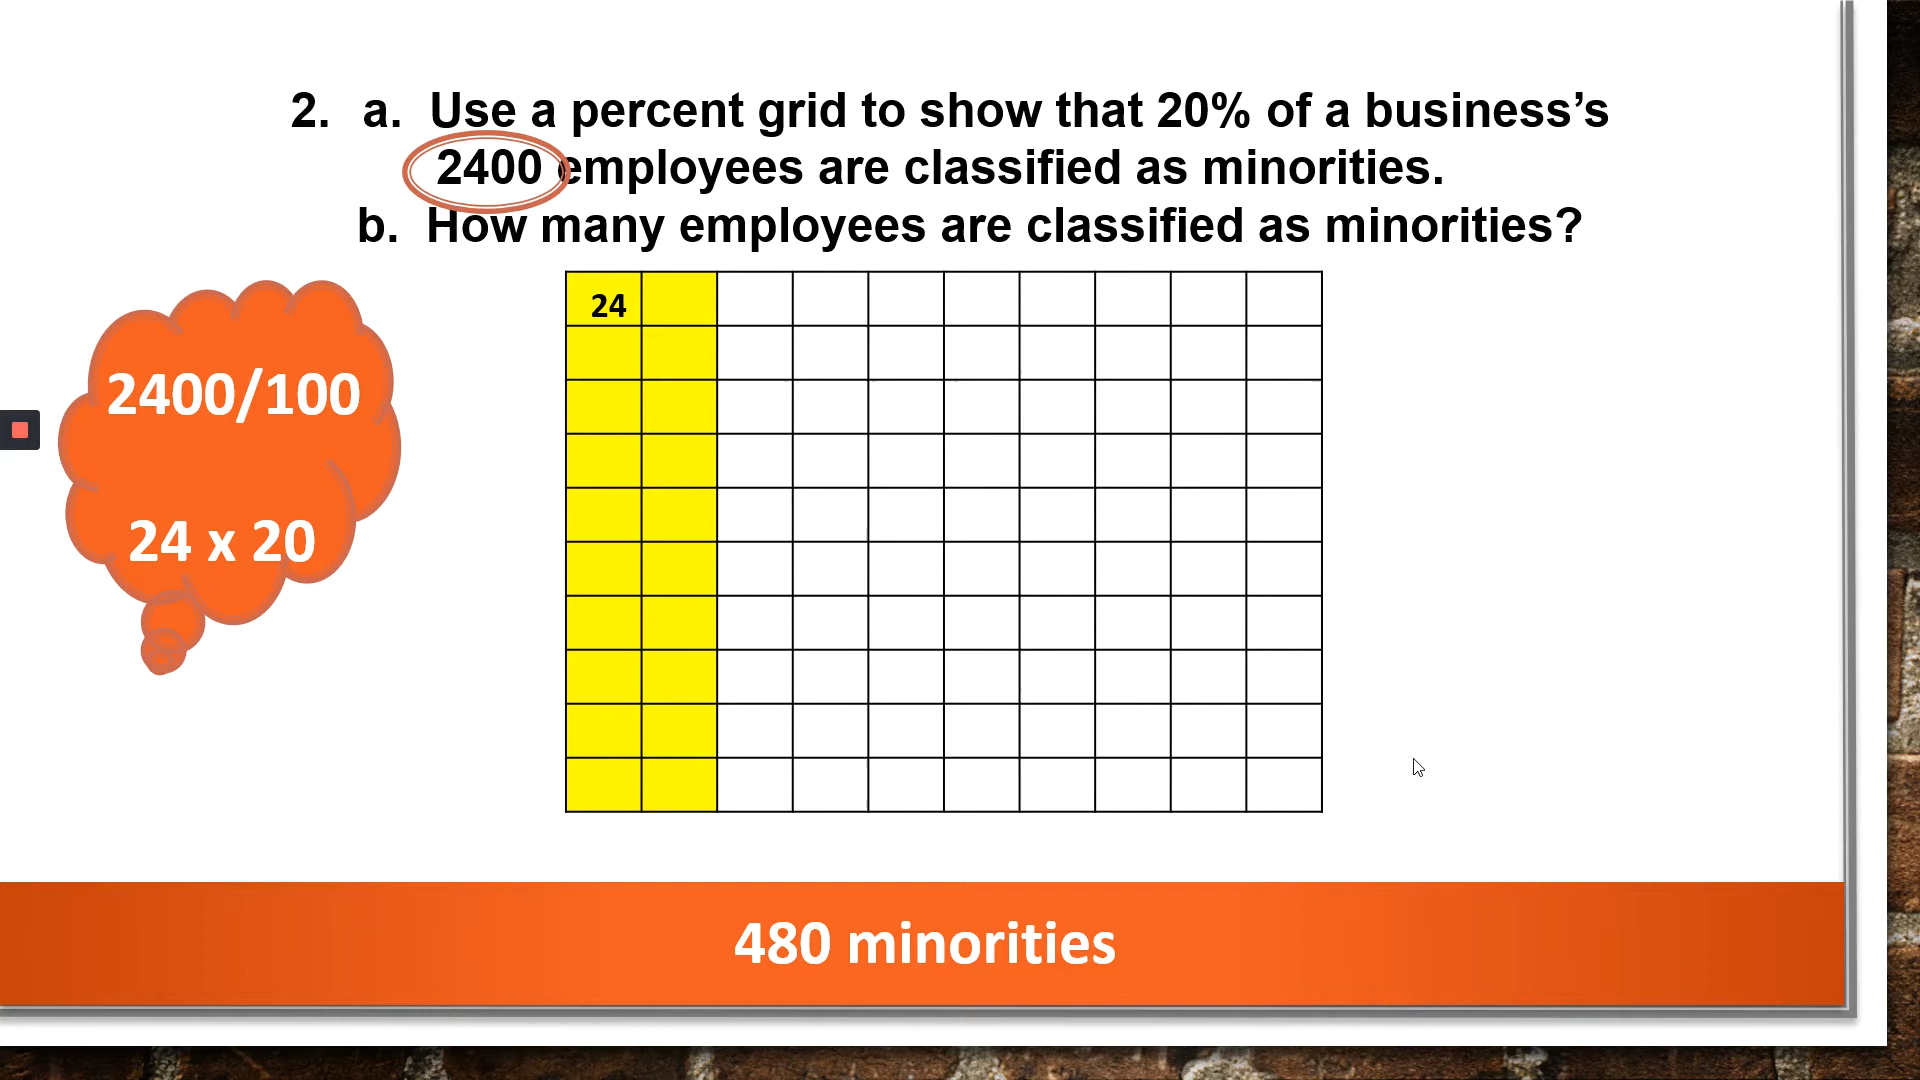 2. a. Use a percent grid to show that 20% of a business’s
2400 employees are classified as minorities.
b. How many employees are classified as minorities?
24
2400/100
24 x 20
480 minorities